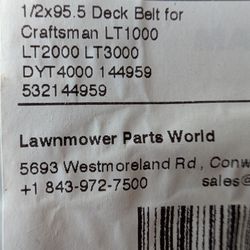 1/2x95.5 Deck Belt for
Craftsman LT1000
LT2000 LT3000
DYT4000 144959
532144959
Lawnmower Parts World
5693 Westmoreland Rd , Conw
+1 843-972-7500 sales@